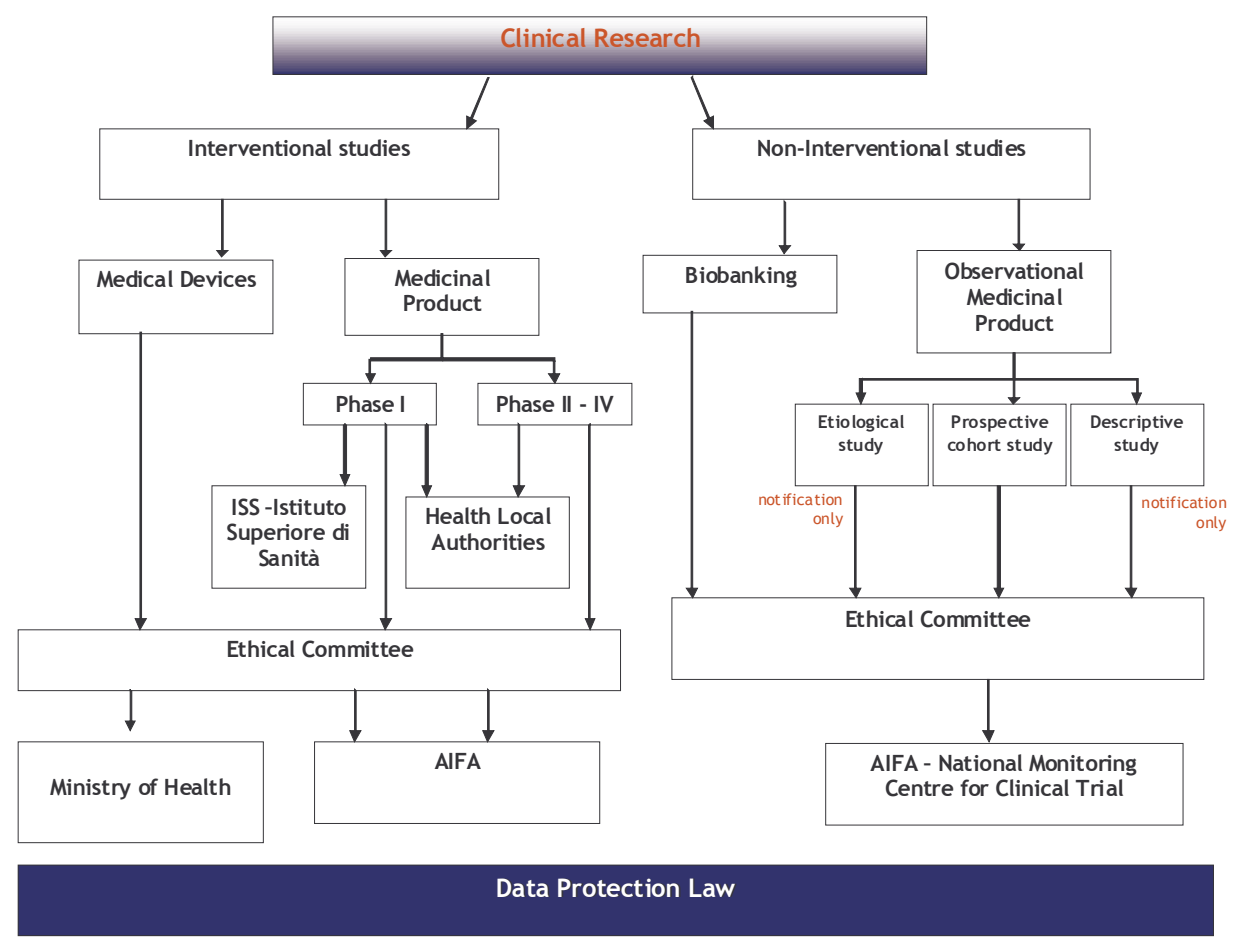 Clinical Research
Interventional studies
Non-Interventional studies
Medical Devices
Medicinal
Product
Biobanking
Observational
Medicinal
Product
Phase I
Phase II - IV
Etiological
study
Prospective
cohort study
Descriptive
study
notification
only
notification
only
ISS -Istituto
Superiore di
Sanità
Health Local
Authorities
Ethical Committee
Ethical Committee
Ministry of Health
AIFA
AIFA - National Monitoring
Centre for Clinical Trial
Data Protection Law